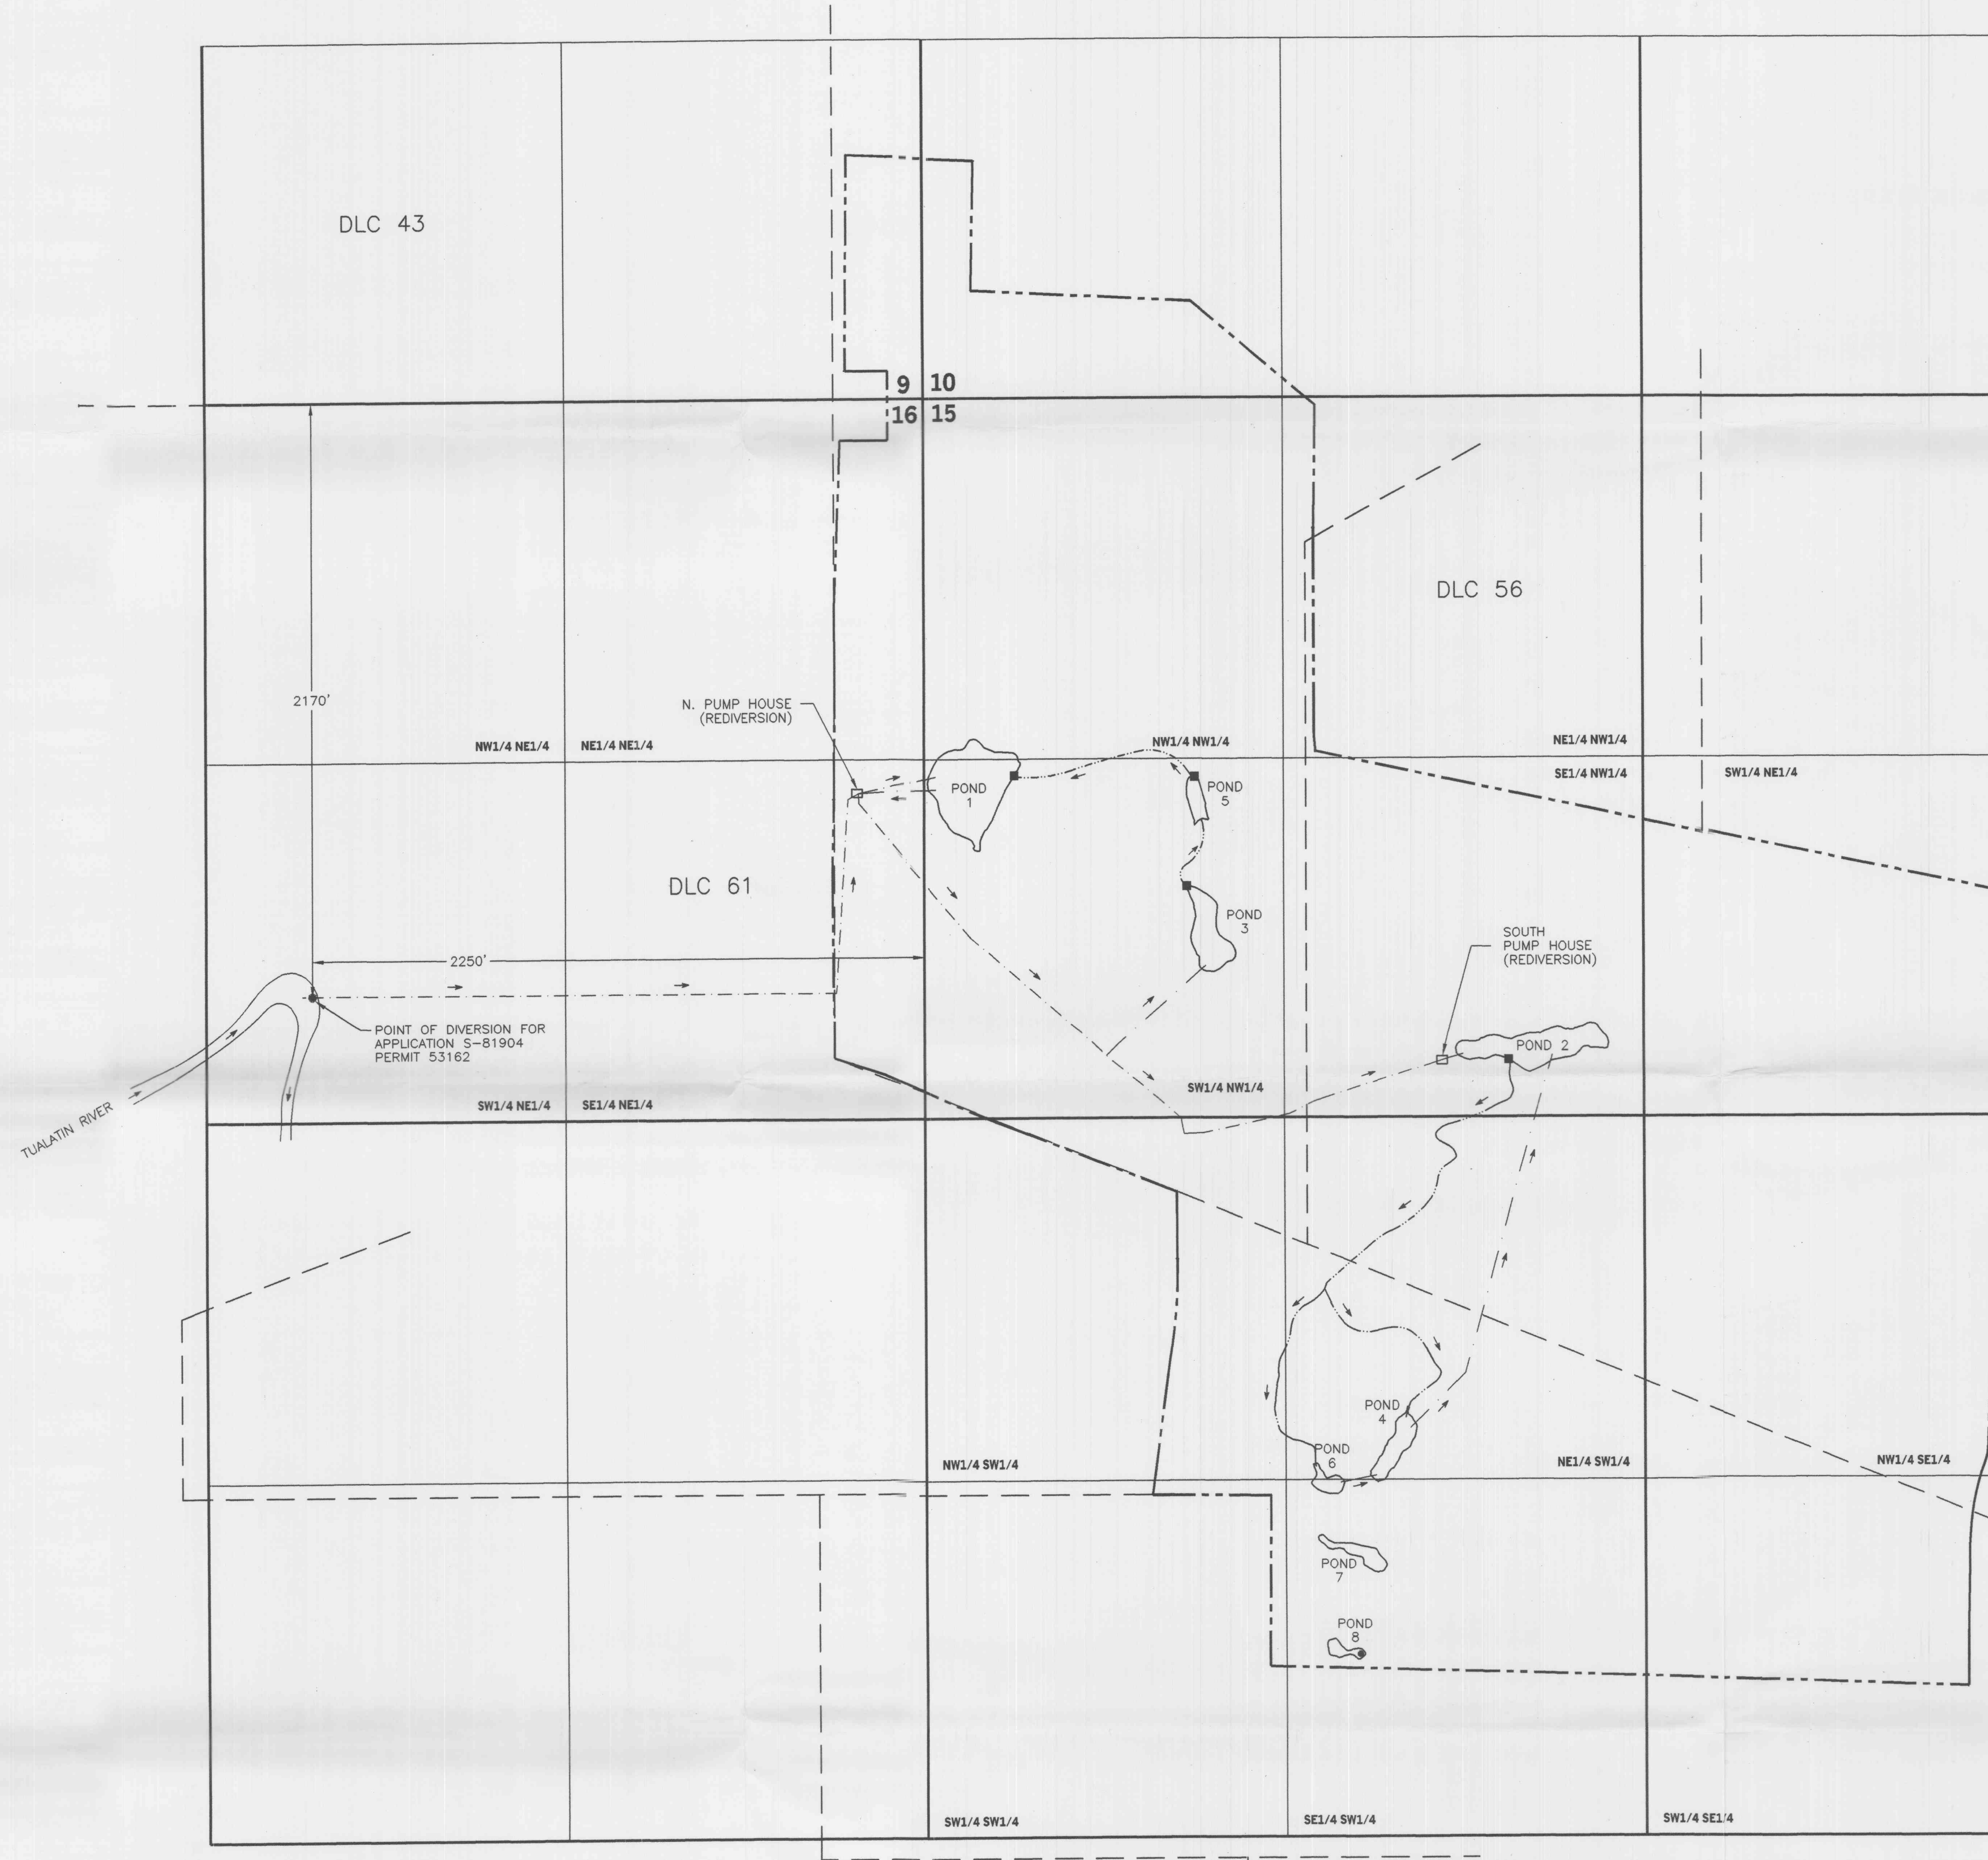 DLC 43
9 10
16 15
DLC 56
2170'
N. PUMP HOUSE
(REDIVERSION)
NW1/4 NE1/4
NE1/4 NE1/4
NW1/4 NW1/4
NE1/4 NW1/4
SE1/4 NW1/4
SW1/4 NE1/4
POND
1
POND
5
DLC 61
POND
3
SOUTH
PUMP HOUSE
(REDIVERSION)
2250'
POINT OF DIVERSION FOR
APPLICATION S-81904
PERMIT 53162
POND 2
TUALATIN RIVER
SW1/4 NE1/4
SE1/4 NE1/4
SW1/4 NW1/4
POND
4
POND
6
NW1/4 SW1/4
NE1/4 SW1/4
NW1/4 SE1/4
POND
7
POND
8
SW1/4 SW1/4
SE1/4 SW1/4
SW1/4 SE1/4